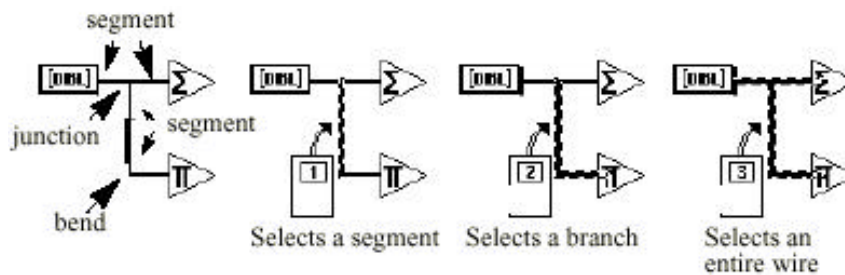 segment
[DBL]
Σ
junction
segment
Π
bend
[DBL]
Σ
1
Π
Selects a segment
[DBL]
Σ
2
Selects a branch
[DBL]
Σ
3
Selects an
entire wire